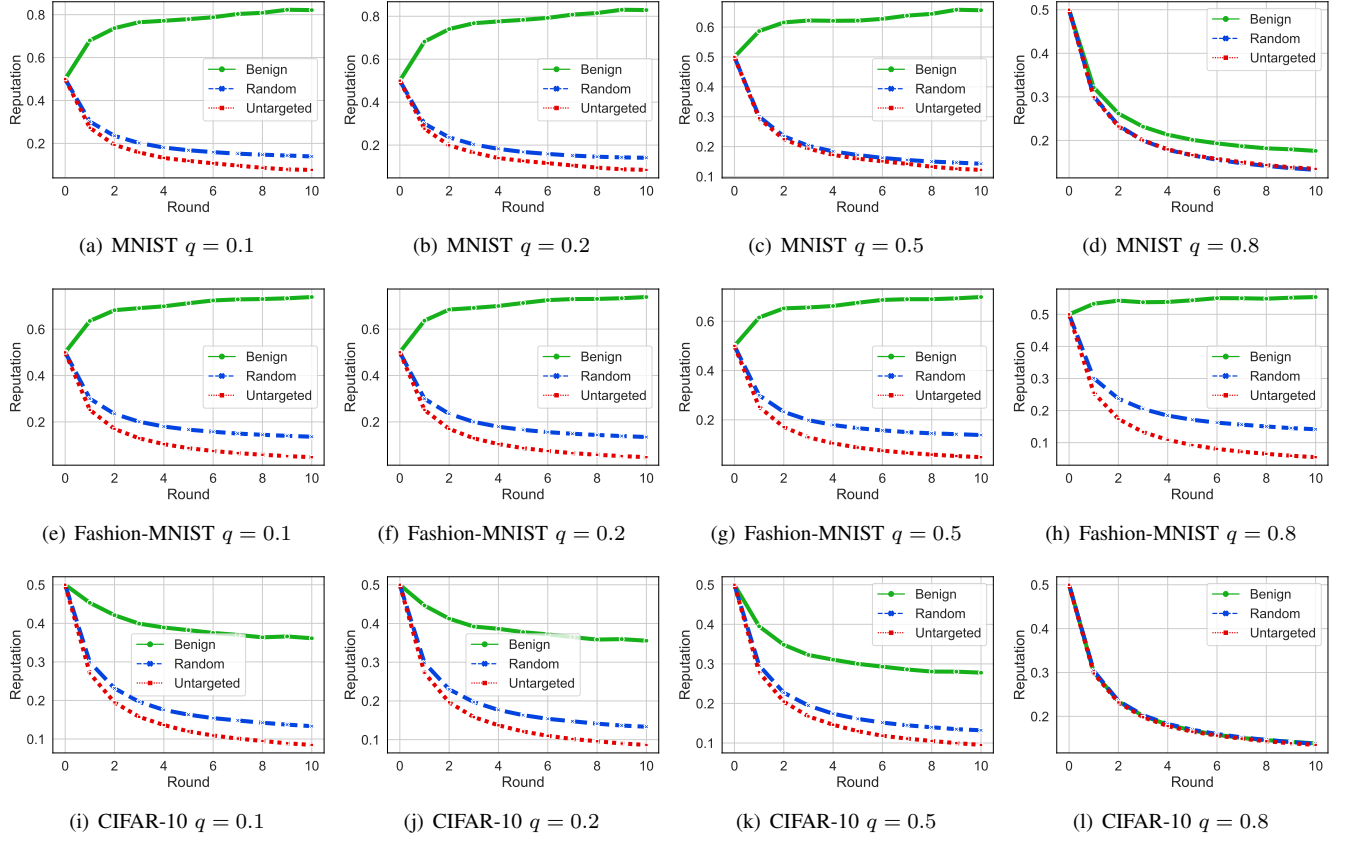 0.8
0.6
0.4
0.2
Reputation
Benign
Random
Untargeted
0 2 4 6 8 10
Round
(a) MNIST q = 0.1
0.8
0.6
0.4
0.2
Reputation
Benign
Random
Untargeted
0 2 4 6 8 10
Round
(b) MNIST q = 0.2
0.6
0.5
0.4
0.3
0.2
0.1
Reputation
Benign
Random
Untargeted
0 2 4 6 8 10
Round
(c) MNIST q = 0.5
0.5
0.4
0.3
0.2
Reputation
Benign
Random
Untargeted
0 2 4 6 8 10
Round
(d) MNIST q = 0.8
0.6
0.4
0.2
Reputation
Benign
Random
Untargeted
0 2 4 6 8 10
Round
(e) Fashion-MNIST q = 0.1
0.6
0.4
0.2
Reputation
Benign
Random
Untargeted
0 2 4 6 8 10
Round
(f) Fashion-MNIST q = 0.2
0.6
0.4
0.2
Reputation
Benign
Random
Untargeted
0 2 4 6 8 10
Round
(g) Fashion-MNIST q = 0.5
0.5
0.4
0.3
0.2
0.1
Reputation
Benign
Random
Untargeted
0 2 4 6 8 10
Round
(h) Fashion-MNIST q = 0.8
0.5
0.4
0.3
0.2
0.1
Reputation
Benign
Random
Untargeted
0 2 4 6 8 10
Round
(i) CIFAR-10 q = 0.1
0.5
0.4
0.3
0.2
0.1
Reputation
Benign
Random
Untargeted
0 2 4 6 8 10
Round
(j) CIFAR-10 q = 0.2
0.5
0.4
0.3
0.2
0.1
Reputation
Benign
Random
Untargeted
0 2 4 6 8 10
Round
(k) CIFAR-10 q = 0.5
0.5
0.4
0.3
0.2
Reputation
Benign
Random
Untargeted
0 2 4 6 8 10
Round
(l) CIFAR-10 q = 0.8